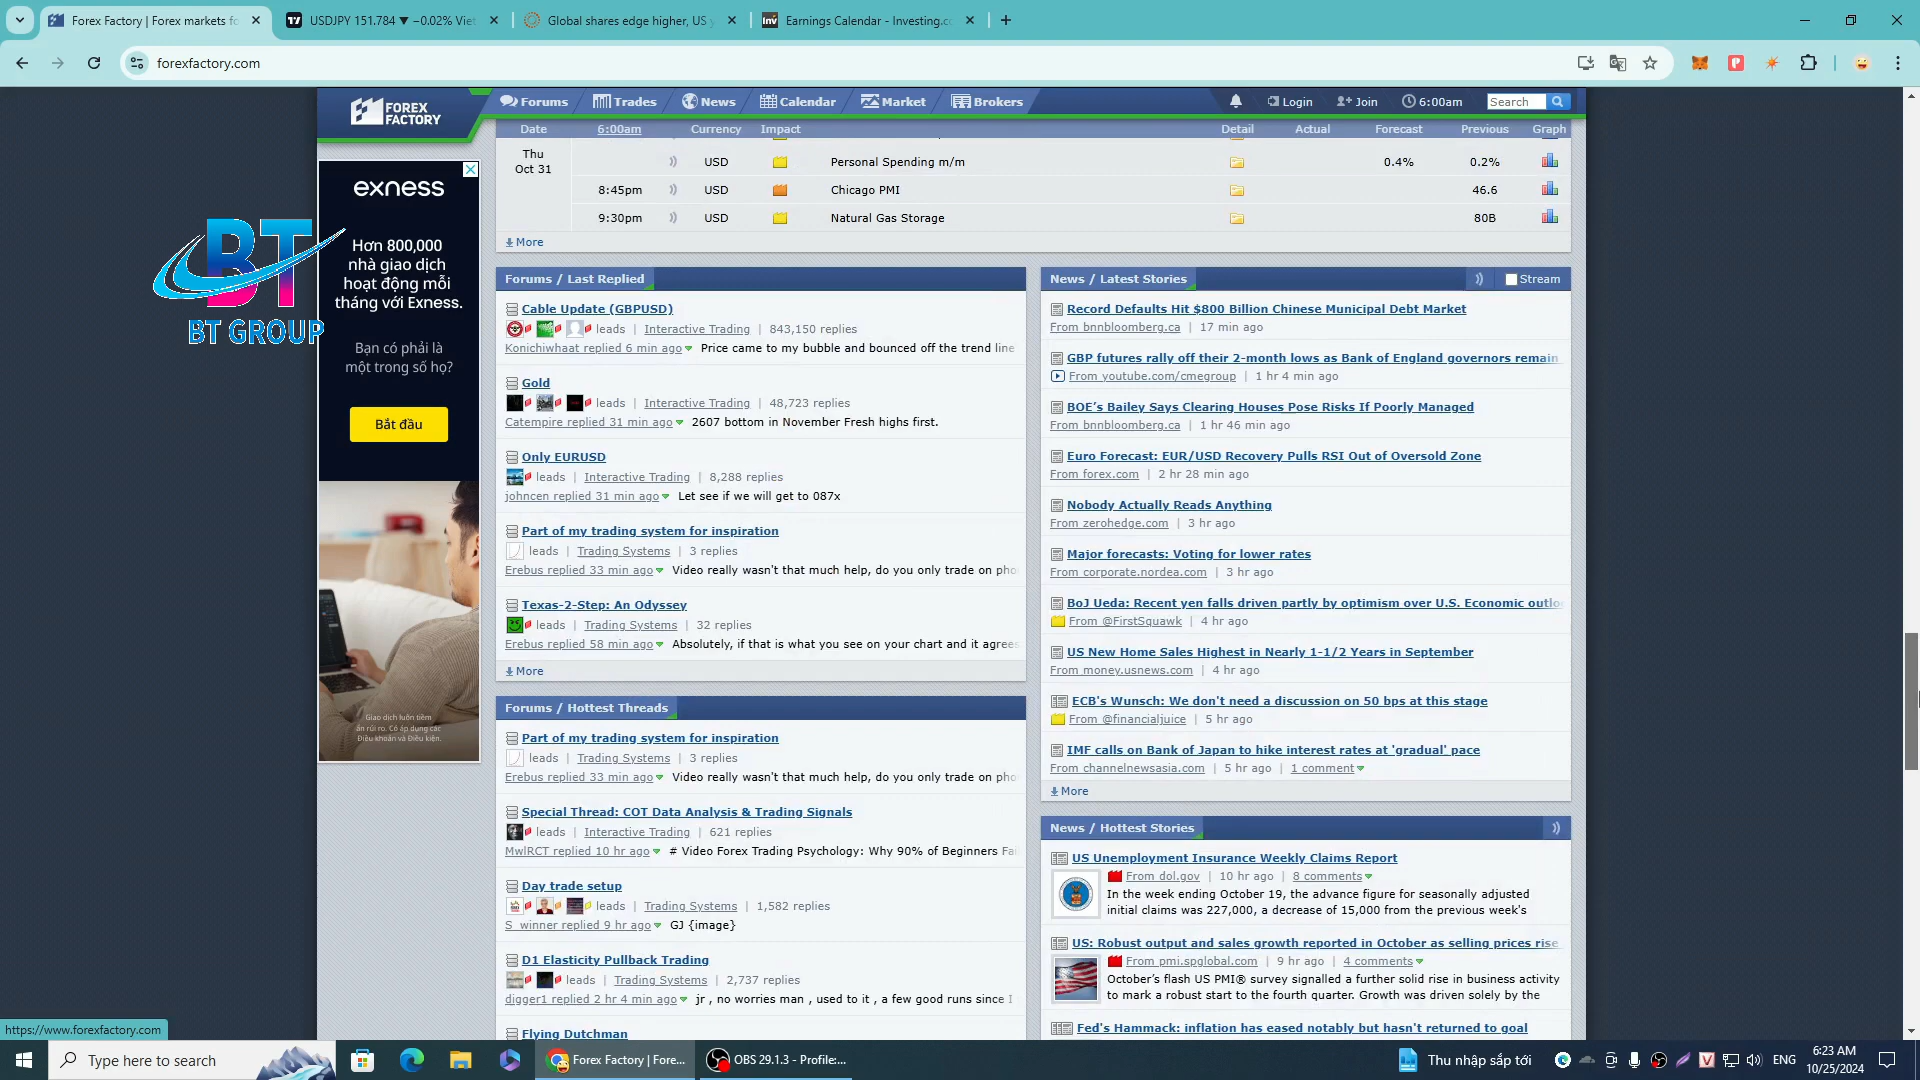 Forex Factory | Forex markets fo
USDJPY 151.784 ▼ −0.02% Viet
Global shares edge higher, US y
Earnings Calendar - Investing.c
forexfactory.com
FOREX
FACTORY
Forums
Trades
News
Calendar
Market
Brokers
Login
Join
6:00am
Search
Date 6:00am Currency Impact Detail Actual Forecast Previous Graph
Thu
Oct 31
USD Personal Spending m/m 0.4% 0.2%
8:45pm USD Chicago PMI 46.6
9:30pm USD Natural Gas Storage 80B
More
exness
Hơn 800,000
nhà giao dịch
hoạt động mỗi
tháng với Exness.
Bạn có phải là
một trong số họ?
Bắt đầu
Giao dịch luôn tiềm
ẩn rủi ro. Có áp dụng các
Điều khoản và Điều kiện.
BT
BT GROUP
Forums / Last Replied
Cable Update (GBPUSD)
leads | Interactive Trading | 843,150 replies
Konichiwhaat replied 6 min ago Price came to my bubble and bounced off the trend line
Gold
leads | Interactive Trading | 48,723 replies
Catempire replied 31 min ago 2607 bottom in November Fresh highs first.
Only EURUSD
leads | Interactive Trading | 8,288 replies
johncen replied 31 min ago Let see if we will get to 087x
Part of my trading system for inspiration
leads | Trading Systems | 3 replies
Erebus replied 33 min ago Video really wasn't that much help, do you only trade on pho
Texas-2-Step: An Odyssey
leads | Trading Systems | 32 replies
Erebus replied 58 min ago Absolutely, if that is what you see on your chart and it agrees
More
Forums / Hottest Threads
Part of my trading system for inspiration
leads | Trading Systems | 3 replies
Erebus replied 33 min ago Video really wasn't that much help, do you only trade on pho
Special Thread: COT Data Analysis & Trading Signals
leads | Interactive Trading | 621 replies
MwlRCT replied 10 hr ago # Video Forex Trading Psychology: Why 90% of Beginners Fai
Day trade setup
leads | Trading Systems | 1,582 replies
S_winner replied 9 hr ago GJ {image}
D1 Elasticity Pullback Trading
leads | Trading Systems | 2,737 replies
digger1 replied 2 hr 4 min ago jr , no worries man , used to it , a few good runs since I
Flying Dutchman
News / Latest Stories
Stream
Record Defaults Hit $800 Billion Chinese Municipal Debt Market
From bnnbloomberg.ca | 17 min ago
GBP futures rally off their 2-month lows as Bank of England governors remain
From youtube.com/cmegroup | 1 hr 4 min ago
BOE’s Bailey Says Clearing Houses Pose Risks If Poorly Managed
From bnnbloomberg.ca | 1 hr 46 min ago
Euro Forecast: EUR/USD Recovery Pulls RSI Out of Oversold Zone
From forex.com | 2 hr 28 min ago
Nobody Actually Reads Anything
From zerohedge.com | 3 hr ago
Major forecasts: Voting for lower rates
From corporate.nordea.com | 3 hr ago
BoJ Ueda: Recent yen falls driven partly by optimism over U.S. Economic outlo
From @FirstSquawk | 4 hr ago
US New Home Sales Highest in Nearly 1-1/2 Years in September
From money.usnews.com | 4 hr ago
ECB's Wunsch: We don't need a discussion on 50 bps at this stage
From @financialjuice | 5 hr ago
IMF calls on Bank of Japan to hike interest rates at 'gradual' pace
From channelnewsasia.com | 5 hr ago | 1 comment
More
News / Hottest Stories
US Unemployment Insurance Weekly Claims Report
From dol.gov | 10 hr ago | 8 comments
In the week ending October 19, the advance figure for seasonally adjusted
initial claims was 227,000, a decrease of 15,000 from the previous week's
US: Robust output and sales growth reported in October as selling prices rise
From pmi.spglobal.com | 9 hr ago | 4 comments
October’s flash US PMI® survey signalled a further solid rise in business activity
to mark a robust start to the fourth quarter. Growth was driven solely by the
Fed's Hammack: inflation has eased notably but hasn't returned to goal
https://www.forexfactory.com
Type here to search
Forex Factory | Fore...
OBS 29.1.3 - Profile:...
Thu nhập sắp tới
ENG
6:23 AM
10/25/2024